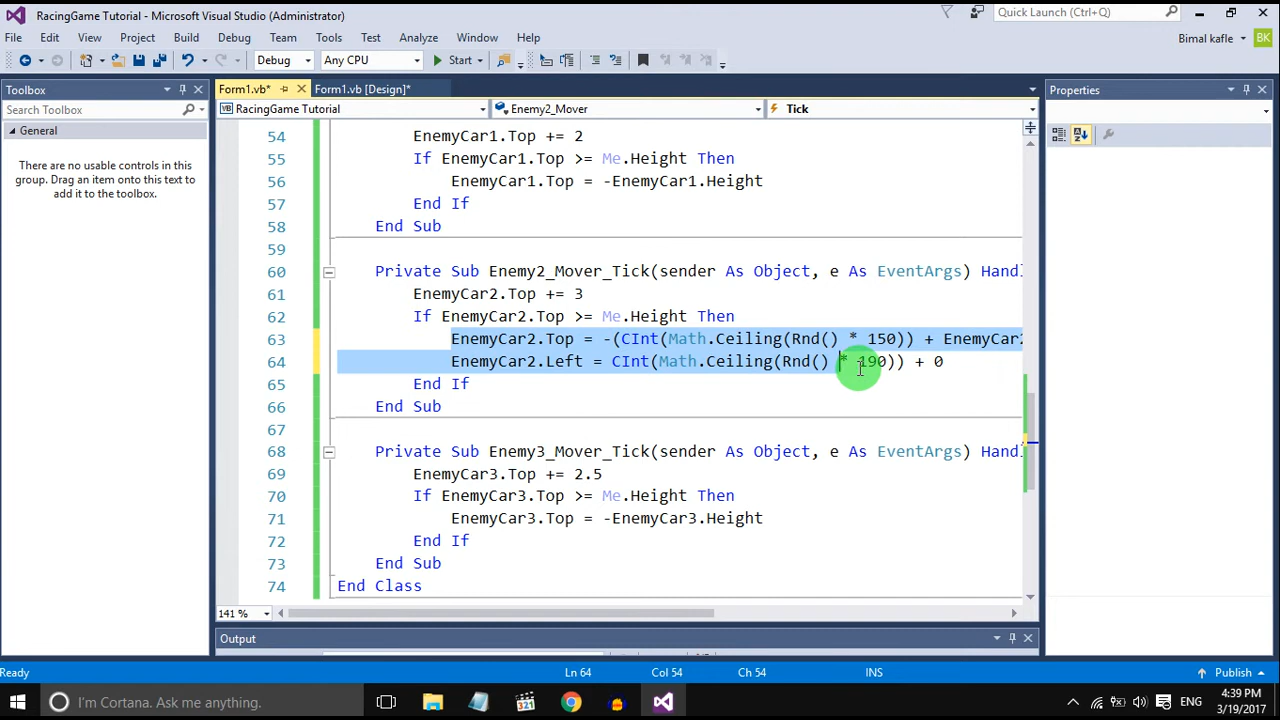 RacingGame Tutorial - Microsoft Visual Studio (Administrator)
Quick Launch (Ctrl+Q)
File Edit View Project Build Debug Team Tools Test Analyze Window Help
Bimal kafle BK
Debug Any CPU Start
Toolbox
Form1.vb* Form1.vb [Design]*
Properties
Search Toolbox
VB RacingGame Tutorial Enemy2_Mover Tick
General
There are no usable controls in this
group. Drag an item onto this text to
add it to the toolbox.
54 EnemyCar1.Top += 2
55 If EnemyCar1.Top >= Me.Height Then
56 EnemyCar1.Top = -EnemyCar1.Height
57 End If
58 End Sub
59
60 Private Sub Enemy2_Mover_Tick(sender As Object, e As EventArgs) Handl
61 EnemyCar2.Top += 3
62 If EnemyCar2.Top >= Me.Height Then
63 EnemyCar2.Top = -(CInt(Math.Ceiling(Rnd() * 150)) + EnemyCar2
64 EnemyCar2.Left = CInt(Math.Ceiling(Rnd() * 190)) + 0
65 End If
66 End Sub
67
68 Private Sub Enemy3_Mover_Tick(sender As Object, e As EventArgs) Handl
69 EnemyCar3.Top += 2.5
70 If EnemyCar3.Top >= Me.Height Then
71 EnemyCar3.Top = -EnemyCar3.Height
72 End If
73 End Sub
74 End Class
141 %
Output
Ready Ln 64 Col 54 Ch 54 INS Publish
I'm Cortana. Ask me anything.
321
ENG
4:39 PM
3/19/2017